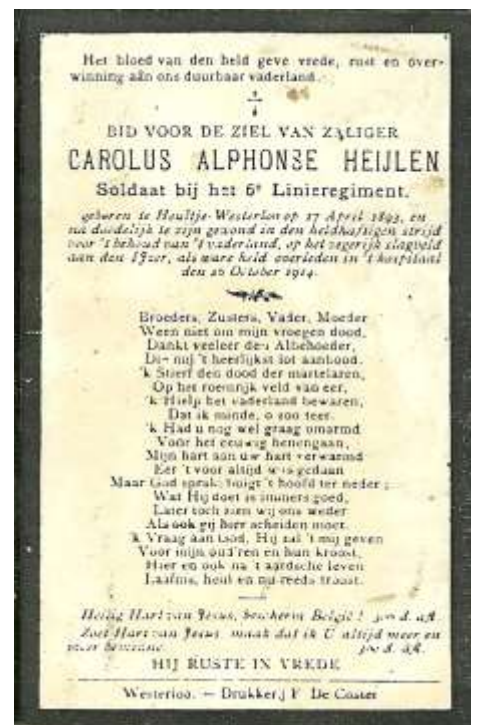 Het bloed van den held geve vrede, rust en over-
winning aan ons duurbaar vaderland.
BID VOOR DE ZIEL VAN ZALIGER
CAROLUS ALPHONSE HEIJLEN
Soldaat bij het 6e Linieregiment.
geboren te Heultje-Westerloo op 17 April 1893, en
na doodelijk te zijn gewond in den heldhaftigen strijd
voor 't behoud van 't vaderland, op het zegerijk slagveld
aan den IJzer, als ware held overleden in 't hospitaal
den 26 October 1914.
Broeders, Zusters, Vader, Moeder
Ween niet om mijn vroegen dood,
Dankt veeleer den Albehoeder,
Die mij 't heerlijkst lot aanbood.
'k Stierf den dood der martelaren,
Op het roemrijk veld van eer,
'k Hielp het vaderland bewaren,
Dat ik minde, o zoo teer.
'k Had u nog wel graag omarmd
Voor het eeuwig henengaan,
Mijn hart aan uw hart verwarmd
Eer 't voor altijd was gedaan
Maar God sprak: buigt 't hoofd ter neder;
Wat Hij doet is immers goed,
Later toch zien wij ons weder
Als ook gij hier scheiden moet.
'k Vraag aan God, Hij zal 't mij geven
Voor mijn oud'ren en hun kroost,
Hier en ook na 't aardsche leven
Laafnis, heul en nu reeds troost.
Heilig Hart van Jesus, bescherm België! 300 d. afl.
Zoet Hart van Jesus, maak dat ik U altijd meer en
meer beminne. 300 d. afl.
HIJ RUSTE IN VREDE
Westerloo. — Drukkerij F. De Coster